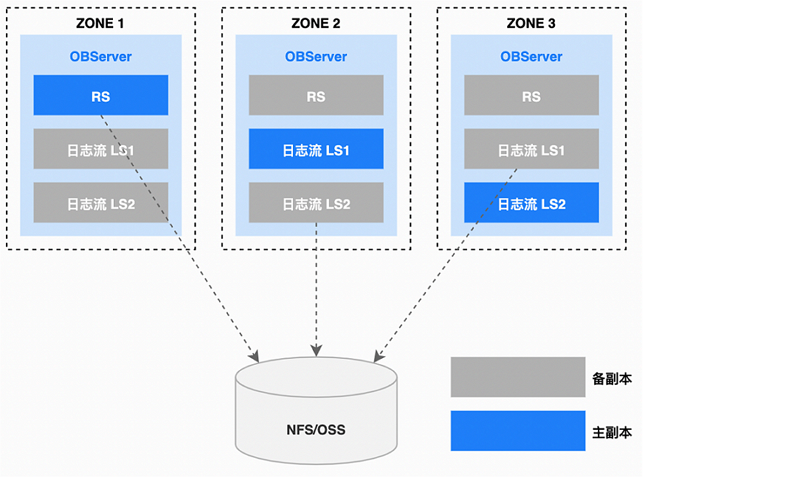 ZONE 1
OBServer
RS
日志流 LS1
日志流 LS2
ZONE 2
OBServer
RS
日志流 LS1
日志流 LS2
ZONE 3
OBServer
RS
日志流 LS1
日志流 LS2
NFS/OSS
备副本
主副本